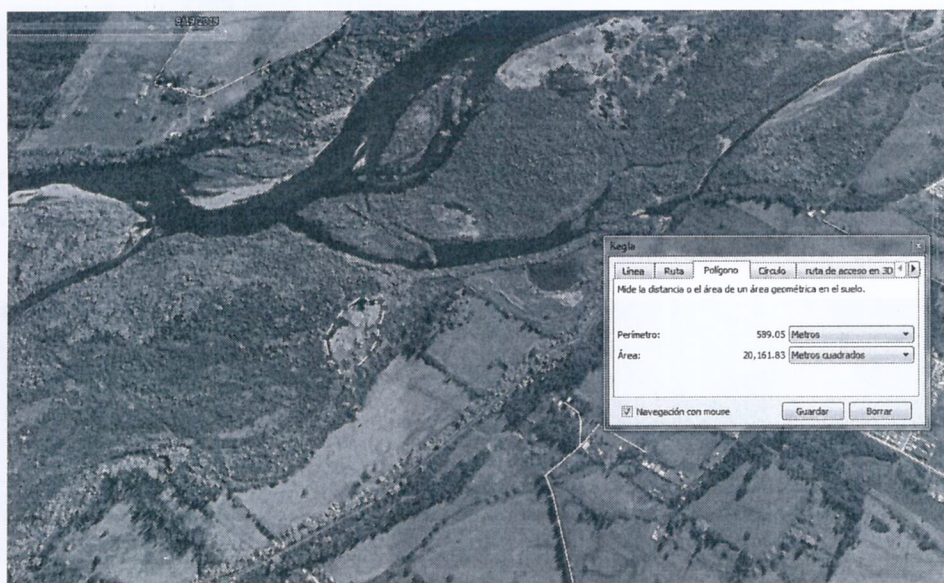 Regla
Línea Ruta Polígono Círculo ruta de acceso en 3D
Mide la distancia o el área de un área geométrica en el suelo.
Perímetro: 589.05 Metros
Área: 20,161.83 Metros cuadrados
Navegación con mouse Guardar Borrar